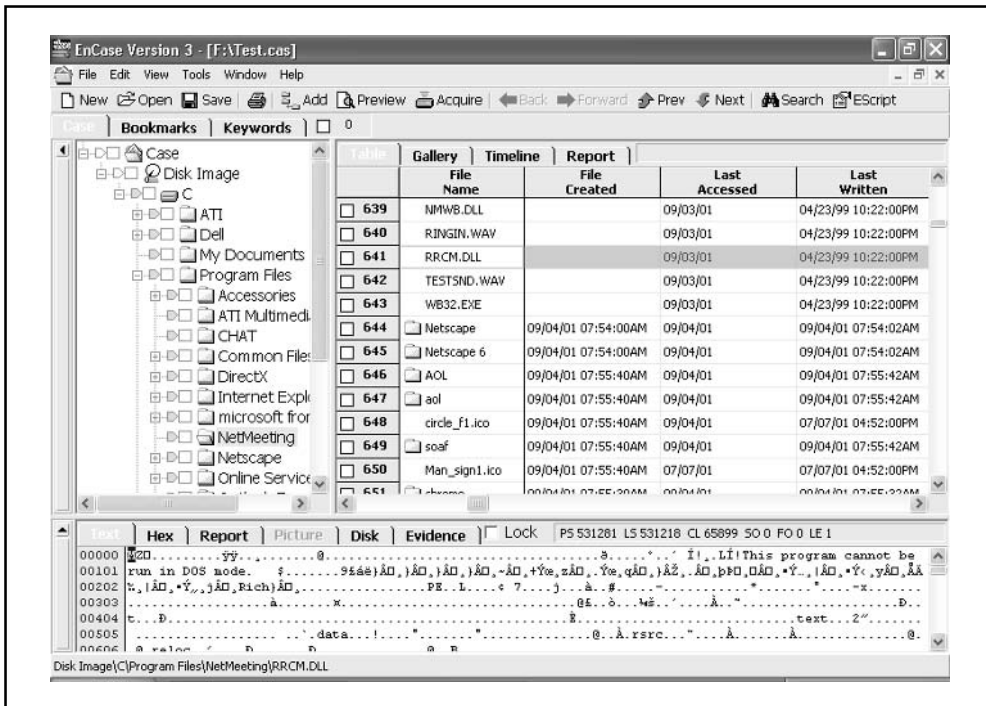 EnCase Version 3 - [F:\Test.cas]
File Edit View Tools Window Help
New Open Save Add Preview Acquire Back Forward Prev Next Search EScript
Case Bookmarks Keywords 0
Case
Disk Image
C
ATI
Dell
My Documents
Program Files
Accessories
ATI Multimedi
CHAT
Common File
DirectX
Internet Expl
microsoft fror
NetMeeting
Netscape
Online Service
Table Gallery Timeline Report
File Name File Created Last Accessed Last Written
639 NMWB.DLL 09/03/01 04/23/99 10:22:00PM
640 RINGIN.WAV 09/03/01 04/23/99 10:22:00PM
641 RRCM.DLL 09/03/01 04/23/99 10:22:00PM
642 TESTSND.WAV 09/03/01 04/23/99 10:22:00PM
643 WB32.EXE 09/03/01 04/23/99 10:22:00PM
644 Netscape 09/04/01 07:54:00AM 09/04/01 09/04/01 07:54:02AM
645 Netscape 6 09/04/01 07:54:00AM 09/04/01 09/04/01 07:54:02AM
646 AOL 09/04/01 07:55:40AM 09/04/01 09/04/01 07:55:42AM
647 aol 09/04/01 07:55:40AM 09/04/01 09/04/01 07:55:42AM
648 circle_f1.ico 09/04/01 07:55:40AM 09/04/01 07/07/01 04:52:00PM
649 soaf 09/04/01 07:55:40AM 09/04/01 09/04/01 07:55:42AM
650 Man_sign1.ico 09/04/01 07:55:40AM 07/07/01 07/07/01 04:52:00PM
651
Text Hex Report Picture Disk Evidence Lock PS 531281 LS 531218 CL 65899 SO 0 FO 0 LE 1
00000 This program cannot be
00101 run in DOS mode.
00202 Rich PE..L
00303
00404 text
00505 data .rsrc
00606
Disk Image\C\Program Files\NetMeeting\RRCM.DLL